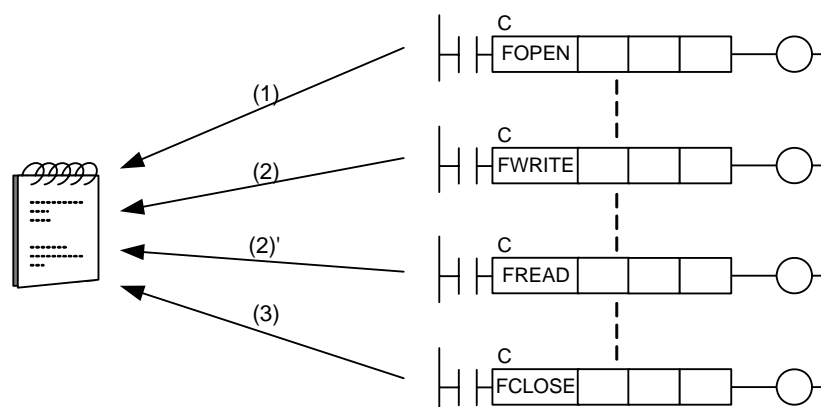 C
FOPEN
(1)
C
FWRITE
(2)
C
FREAD
(2)'
C
FCLOSE
(3)